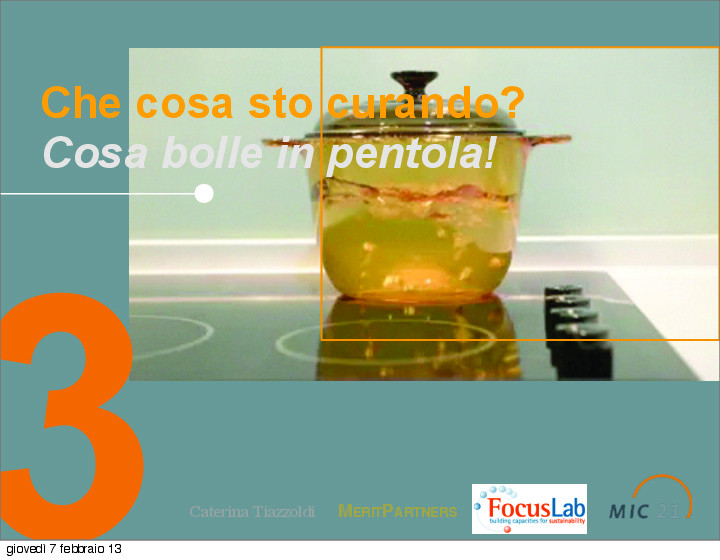 Che cosa sto curando?
Cosa bolle in pentola!
3
Caterina Tiazzoldi
MERITPARTNERS
FocusLab
building capacities for sustainability
MIC 21
giovedì 7 febbraio 13